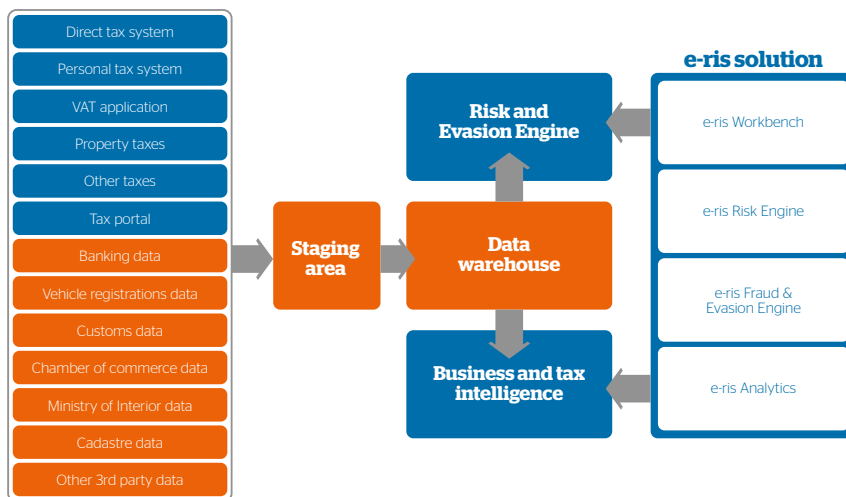 Direct tax system
Personal tax system
VAT application
Property taxes
Other taxes
Tax portal
Banking data
Vehicle registrations data
Customs data
Chamber of commerce data
Ministry of Interior data
Cadastre data
Other 3rd party data
Staging
area
Risk and
Evasion Engine
Data
warehouse
Business and tax
intelligence
e-ris solution
e-ris Workbench
e-ris Risk Engine
e-ris Fraud &
Evasion Engine
e-ris Analytics